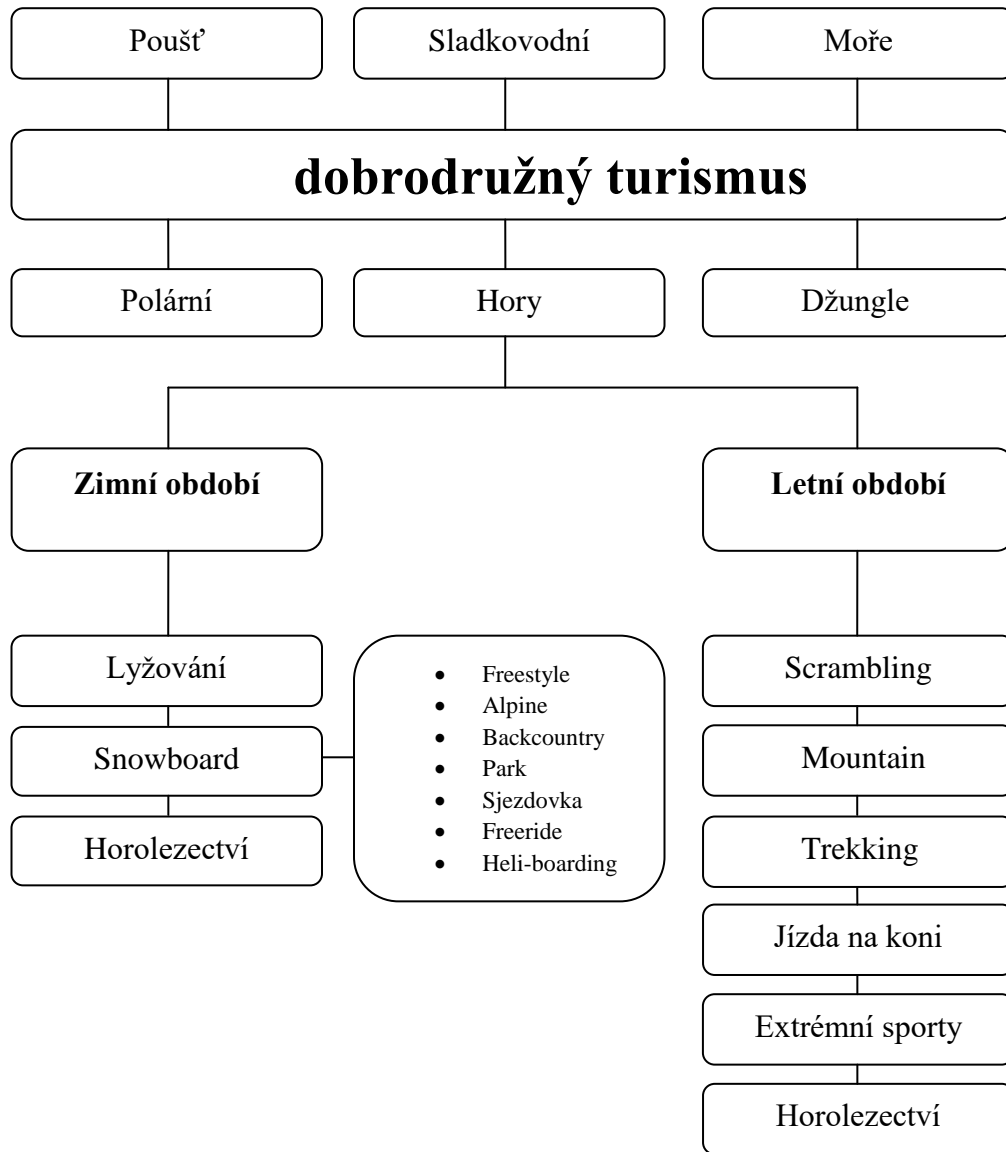 Poušť
Sladkovodní
Moře
dobrodružný turismus
Polární
Hory
Džungle
Zimní období
Letní období
Lyžování
Snowboard
Horolezectví
• Freestyle
• Alpine
• Backcountry
• Park
• Sjezdovka
• Freeride
• Heli-boarding
Scrambling
Mountain
Trekking
Jízda na koni
Extrémní sporty
Horolezectví